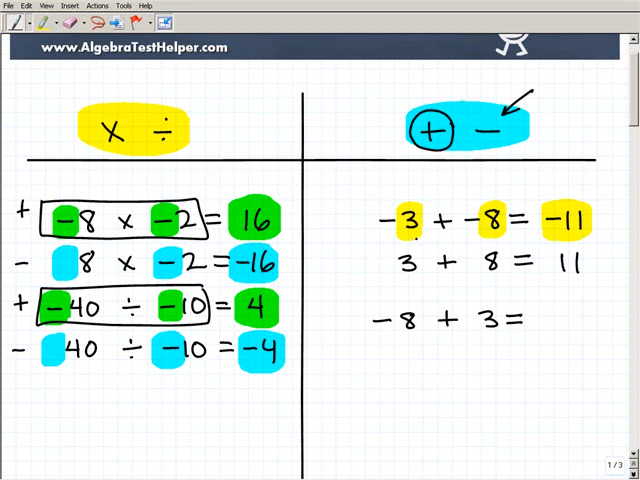 File Edit View Insert Actions Tools Help
www.AlgebraTestHelper.com
x ÷
+ −
+ −8 x −2 = 16
− 8 x −2 = −16
+ −40 ÷ −10 = 4
− 40 ÷ −10 = −4
−3 + −8 = −11
3 + 8 = 11
−8 + 3 =
1/3